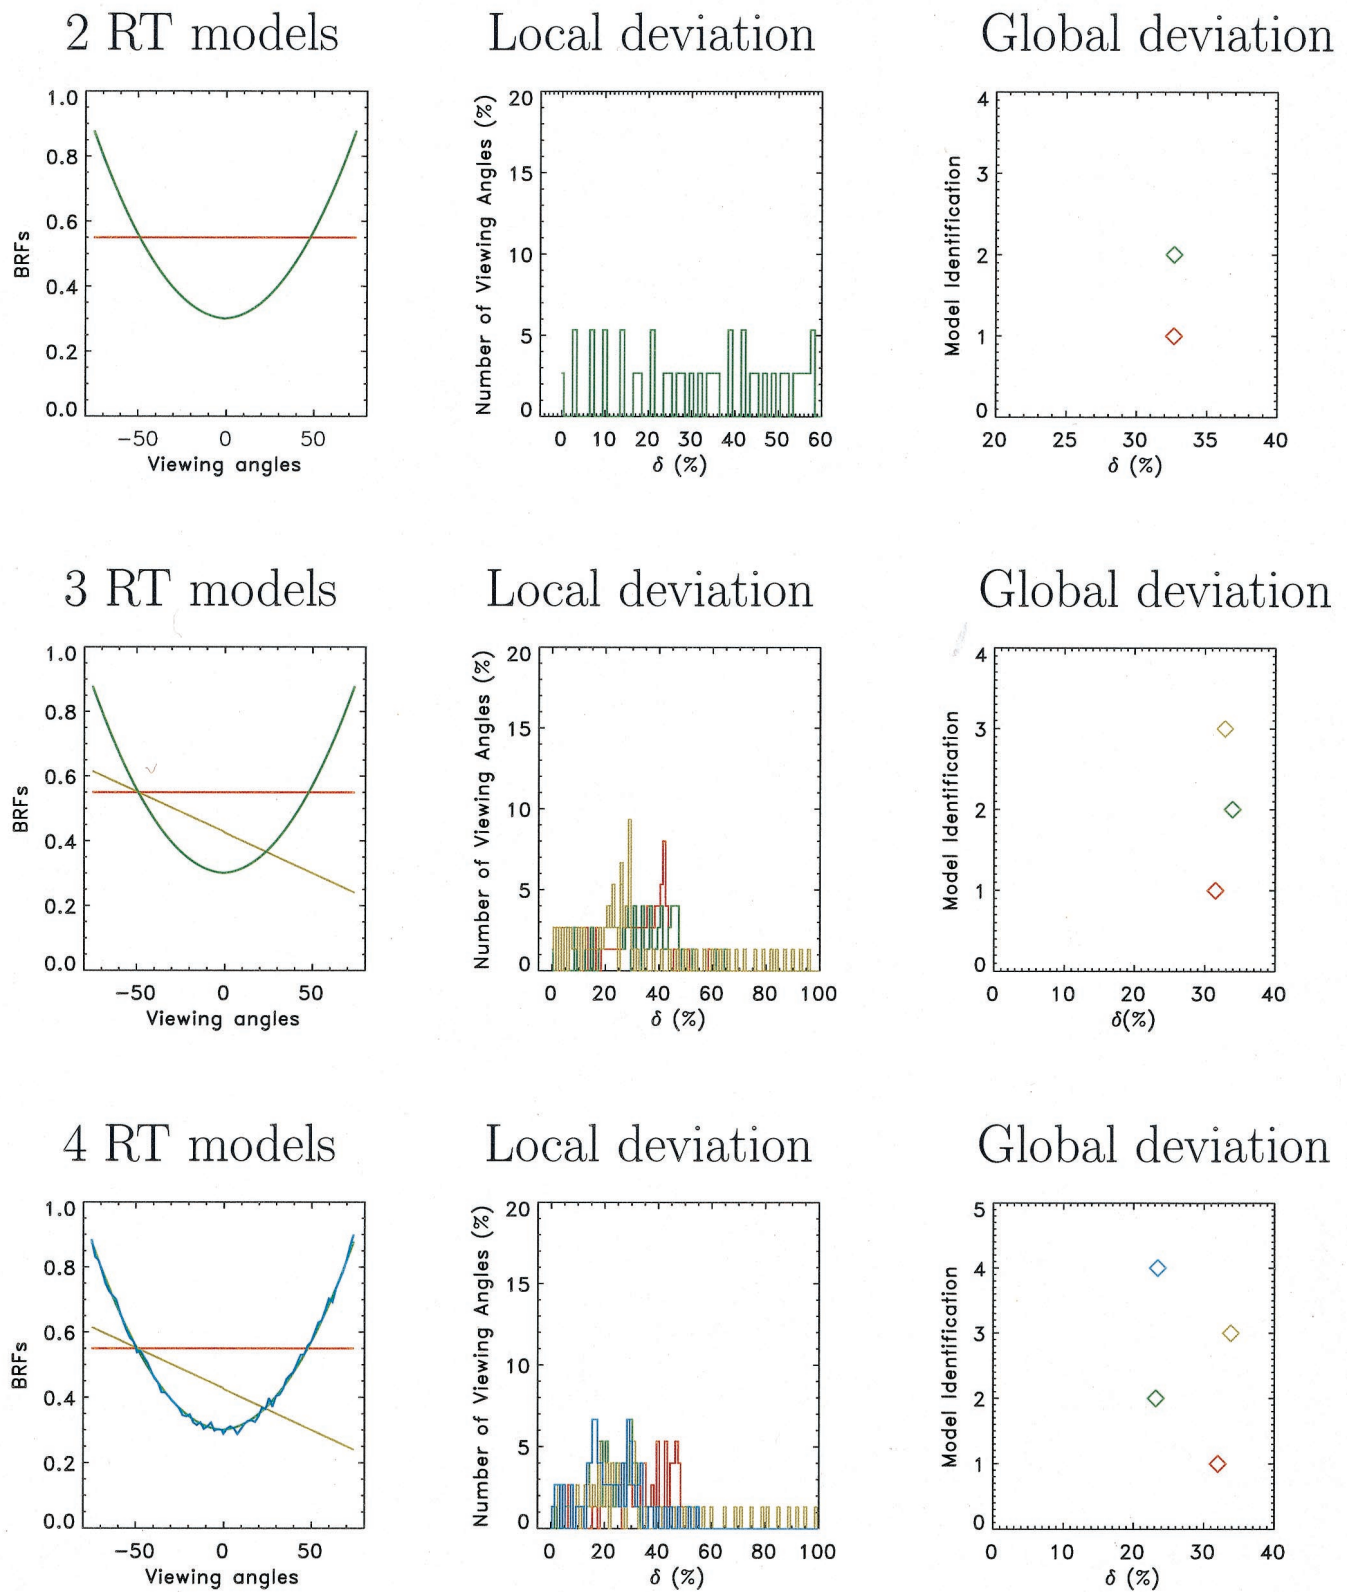 2 RT models
Local deviation
Global deviation
1.0
0.8
0.6
0.4
0.2
0.0
BRFs
−50 0 50
Viewing angles
20
15
10
5
0
Number of Viewing Angles (%)
0 10 20 30 40 50 60
δ (%)
4
3
2
1
0
Model Identification
20 25 30 35 40
δ (%)
3 RT models
Local deviation
Global deviation
1.0
0.8
0.6
0.4
0.2
0.0
BRFs
−50 0 50
Viewing angles
20
15
10
5
0
Number of Viewing Angles (%)
0 20 40 60 80 100
δ (%)
4
3
2
1
0
Model Identification
0 10 20 30 40
δ(%)
4 RT models
Local deviation
Global deviation
1.0
0.8
0.6
0.4
0.2
0.0
BRFs
−50 0 50
Viewing angles
20
15
10
5
0
Number of Viewing Angles (%)
0 20 40 60 80 100
δ (%)
5
4
3
2
1
0
Model Identification
0 10 20 30 40
δ (%)